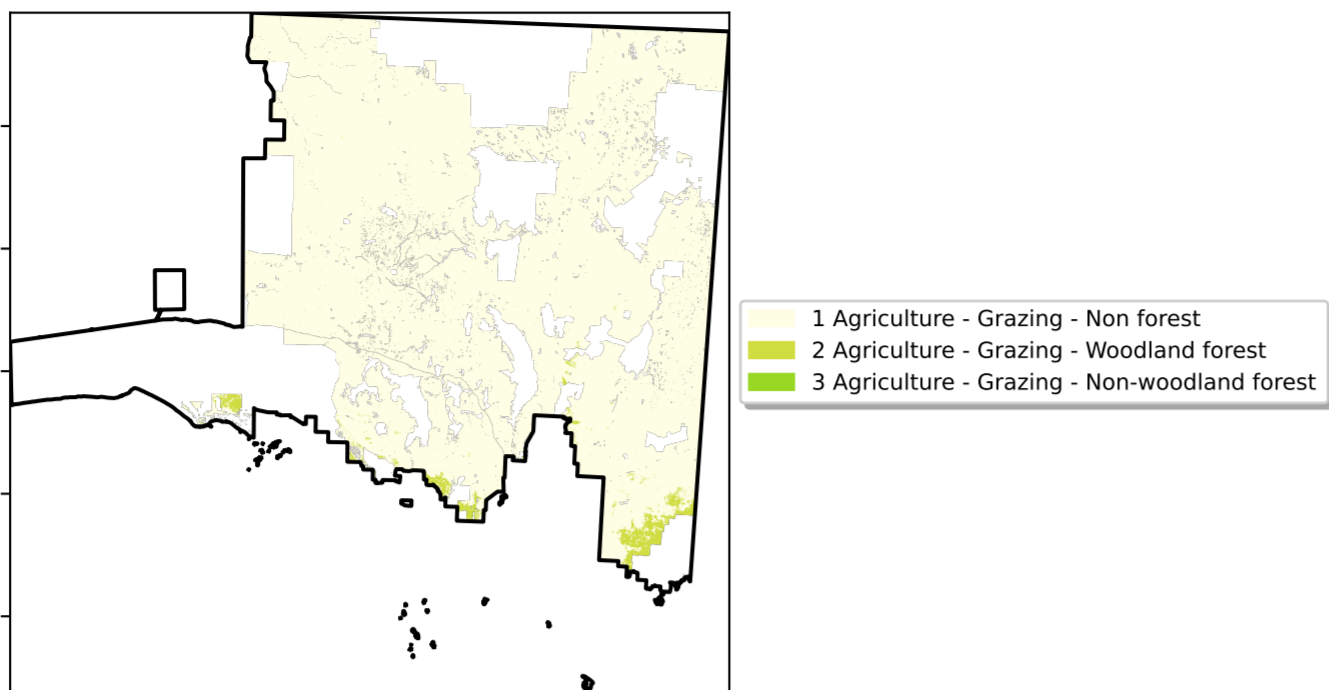 1 Agriculture - Grazing - Non forest
2 Agriculture - Grazing - Woodland forest
3 Agriculture - Grazing - Non-woodland forest